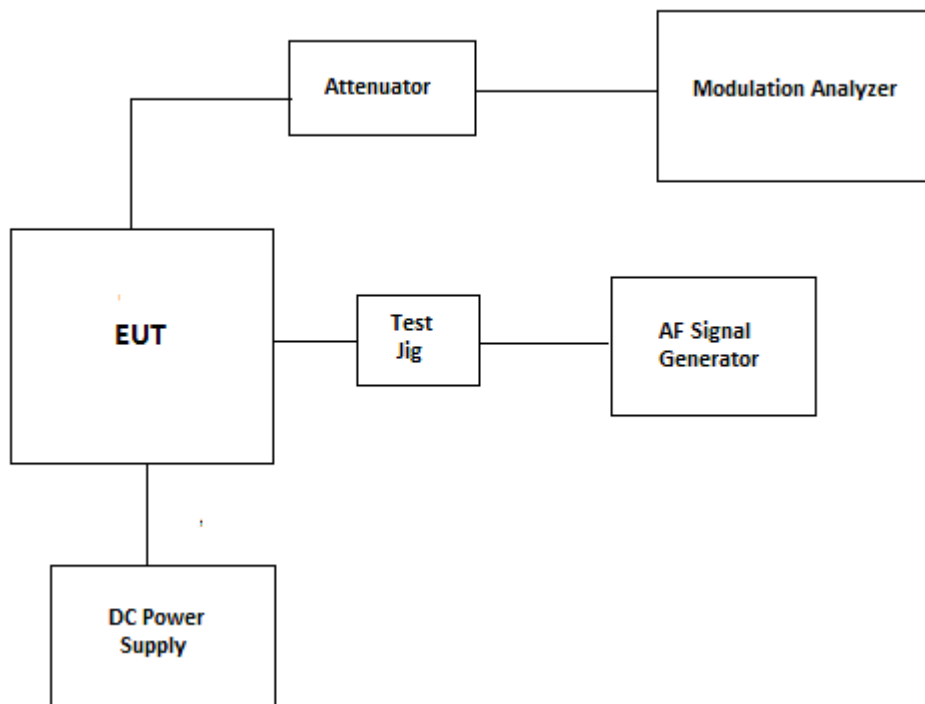 Attenuator
Modulation Analyzer
EUT
Test
Jig
AF Signal
Generator
DC Power
Supply